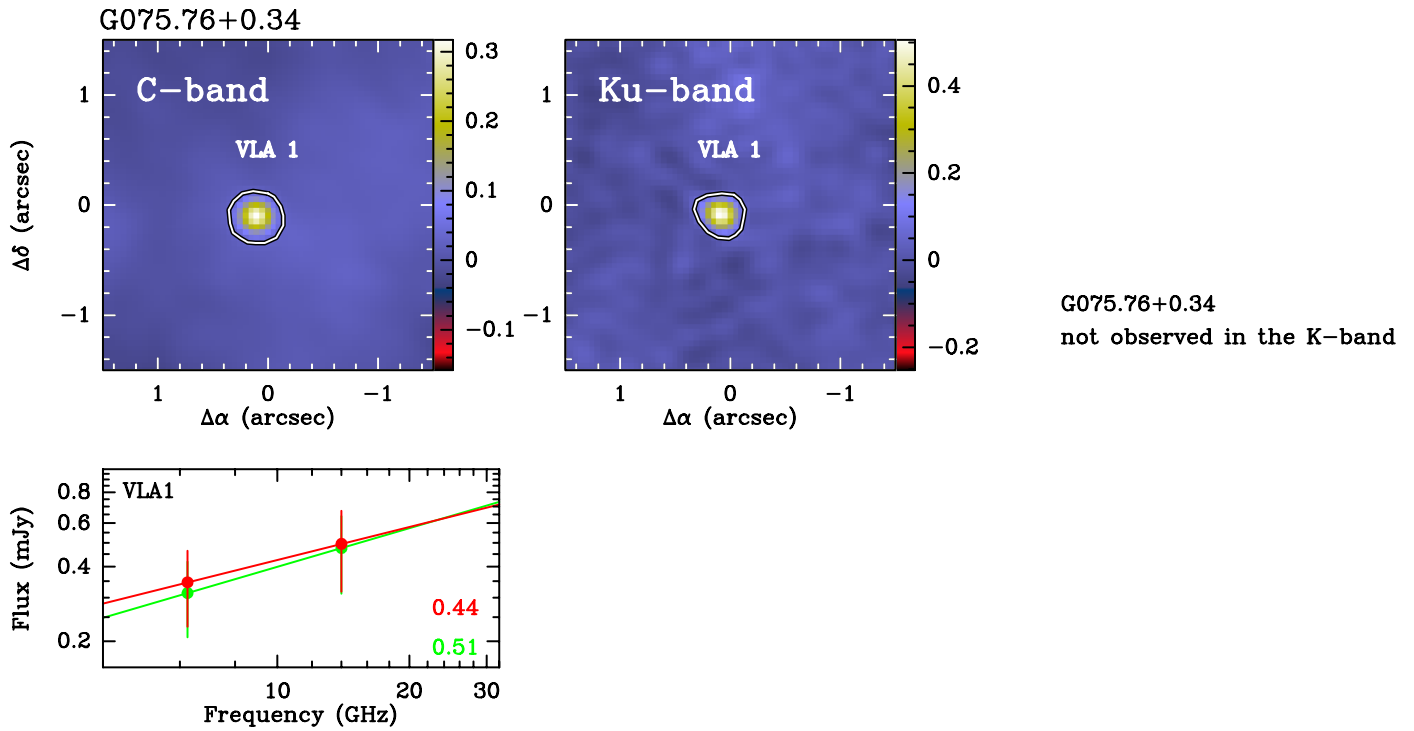 G075.76+0.34
C-band
VLA 1
1
0
-1
1
0
-1
Δα (arcsec)
Δδ (arcsec)
0.3
0.2
0.1
0
-0.1
Ku-band
VLA 1
1
0
-1
1
0
-1
Δα (arcsec)
0.4
0.2
0
-0.2
G075.76+0.34
not observed in the K-band
VLA1
0.8
0.6
0.4
0.2
Flux (mJy)
0.44
0.51
10
20
30
Frequency (GHz)